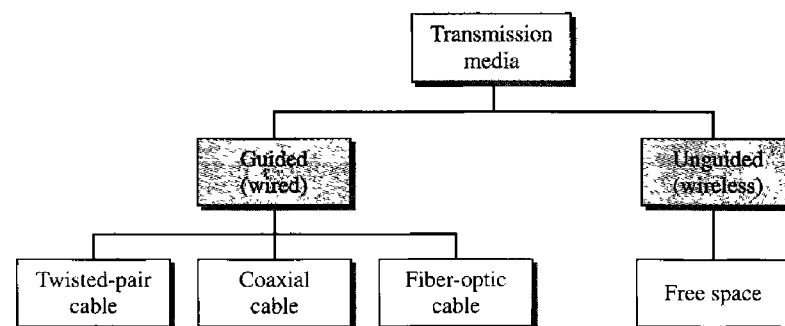 Transmission
media
Guided
(wired)
Unguided
(wireless)
Twisted-pair
cable
Coaxial
cable
Fiber-optic
cable
Free space